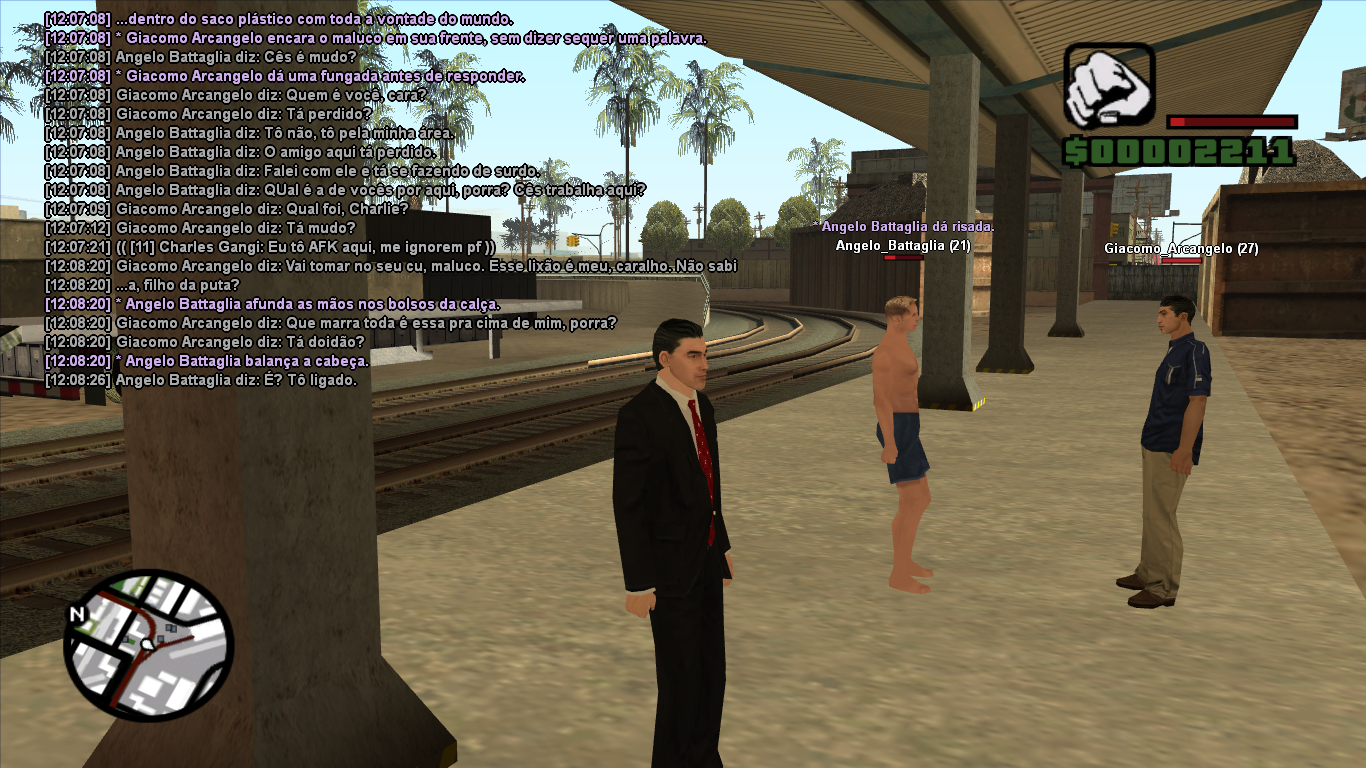 [12:07:08] ...dentro do saco plástico com toda a vontade do mundo.
[12:07:08] * Giacomo Arcangelo encara o maluco em sua frente, sem dizer sequer uma palavra.
[12:07:08] Angelo Battaglia diz: Cês é mudo?
[12:07:08] * Giacomo Arcangelo dá uma fungada antes de responder.
[12:07:08] Giacomo Arcangelo diz: Quem é você, cara?
[12:07:08] Giacomo Arcangelo diz: Tá perdido?
[12:07:08] Angelo Battaglia diz: Tô não, tô pela minha área.
[12:07:08] Angelo Battaglia diz: O amigo aqui tá perdido.
[12:07:08] Angelo Battaglia diz: Falei com ele e tá se fazendo de surdo.
[12:07:08] Angelo Battaglia diz: QUal é a de vocês por aqui, porra? Cês trabalha aqui?
[12:07:09] Giacomo Arcangelo diz: Qual foi, Charlie?
[12:07:12] Giacomo Arcangelo diz: Tá mudo?
[12:07:21] (( [11] Charles Gangi: Eu tô AFK aqui, me ignorem pf ))
[12:08:20] Giacomo Arcangelo diz: Vai tomar no seu cu, maluco. Esse lixão é meu, caralho. Não sabi
[12:08:20] ...a, filho da puta?
[12:08:20] * Angelo Battaglia afunda as mãos nos bolsos da calça.
[12:08:20] Giacomo Arcangelo diz: Que marra toda é essa pra cima de mim, porra?
[12:08:20] Giacomo Arcangelo diz: Tá doidão?
[12:08:20] * Angelo Battaglia balança a cabeça.
[12:08:26] Angelo Battaglia diz: É? Tô ligado.
$00002211
* Angelo Battaglia dá risada.
Angelo_Battaglia (21)
Giacomo_Arcangelo (27)
N